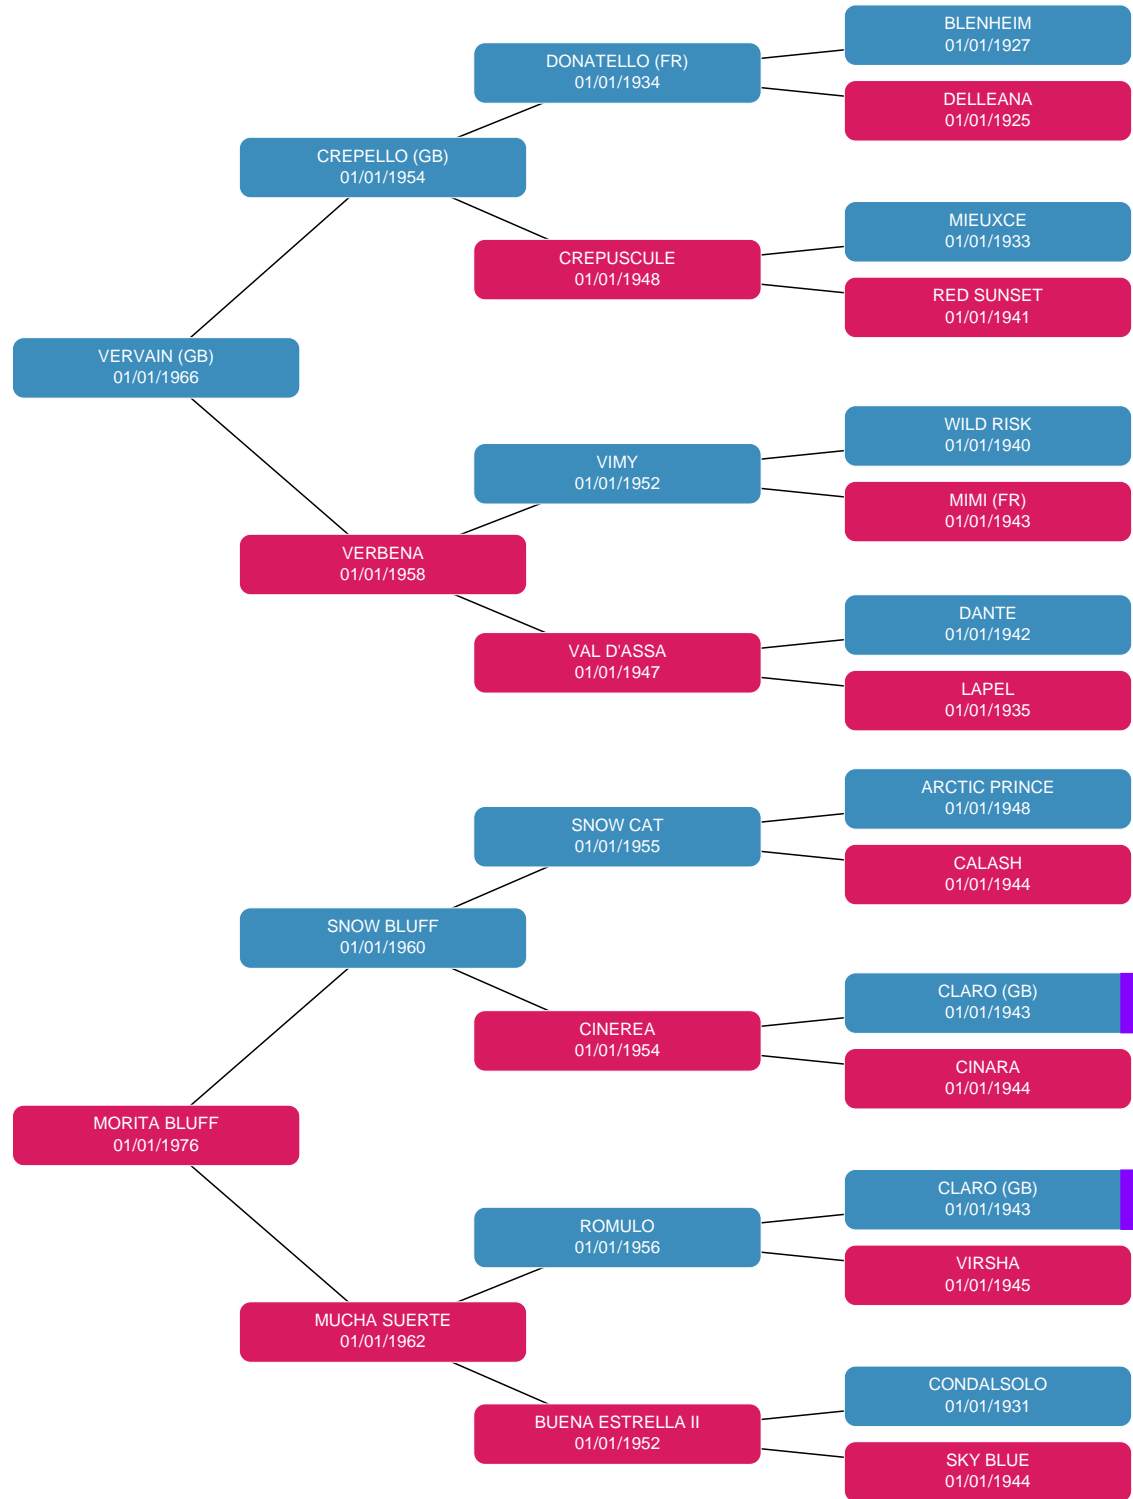 BLENHEIM
01/01/1927
DONATELLO (FR)
01/01/1934
DELLEANA
01/01/1925
CREPELLO (GB)
01/01/1954
MIEUXCE
01/01/1933
CREPUSCULE
01/01/1948
RED SUNSET
01/01/1941
VERVAIN (GB)
01/01/1966
WILD RISK
01/01/1940
VIMY
01/01/1952
MIMI (FR)
01/01/1943
VERBENA
01/01/1958
DANTE
01/01/1942
VAL D'ASSA
01/01/1947
LAPEL
01/01/1935
ARCTIC PRINCE
01/01/1948
SNOW CAT
01/01/1955
CALASH
01/01/1944
SNOW BLUFF
01/01/1960
CLARO (GB)
01/01/1943
CINEREA
01/01/1954
CINARA
01/01/1944
MORITA BLUFF
01/01/1976
CLARO (GB)
01/01/1943
ROMULO
01/01/1956
VIRSHA
01/01/1945
MUCHA SUERTE
01/01/1962
CONDALSOLO
01/01/1931
BUENA ESTRELLA II
01/01/1952
SKY BLUE
01/01/1944